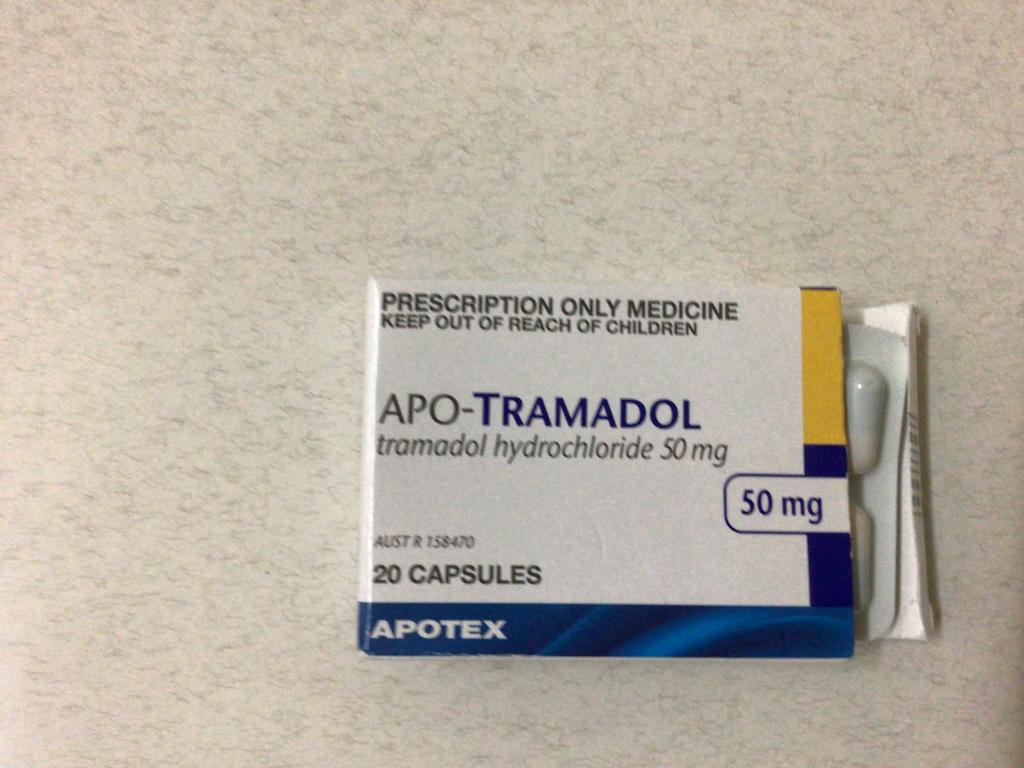 PRESCRIPTION ONLY MEDICINE
KEEP OUT OF REACH OF CHILDREN
APO-TRAMADOL
tramadol hydrochloride 50 mg
50 mg
AUST R 158470
20 CAPSULES
APOTEX